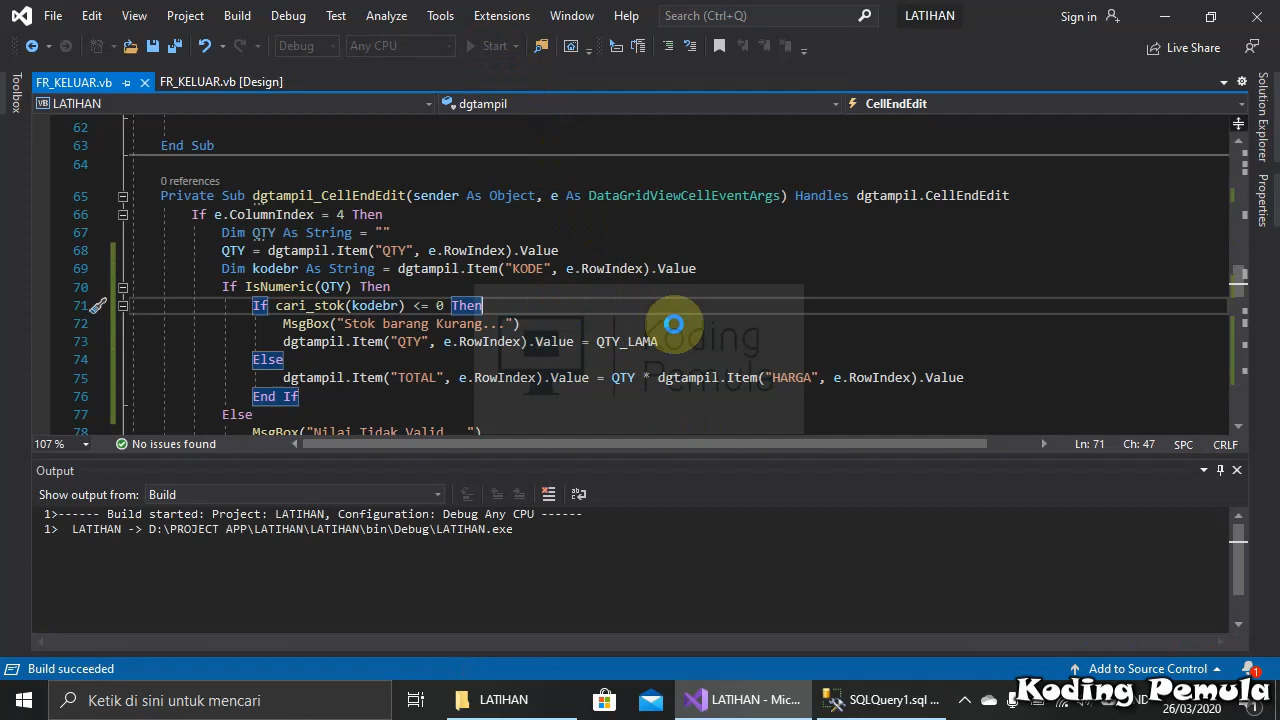 File Edit View Project Build Debug Test Analyze Tools Extensions Window Help Search (Ctrl+Q) LATIHAN Sign in
Debug Any CPU Start Live Share
FR_KELUAR.vb FR_KELUAR.vb [Design]
LATIHAN dgtampil CellEndEdit
Toolbox
Solution Explorer
Properties
62
63 End Sub
64
0 references
65 Private Sub dgtampil_CellEndEdit(sender As Object, e As DataGridViewCellEventArgs) Handles dgtampil.CellEndEdit
66 If e.ColumnIndex = 4 Then
67 Dim QTY As String = ""
68 QTY = dgtampil.Item("QTY", e.RowIndex).Value
69 Dim kodebr As String = dgtampil.Item("KODE", e.RowIndex).Value
70 If IsNumeric(QTY) Then
71 If cari_stok(kodebr) <= 0 Then
72 MsgBox("Stok barang Kurang...")
73 dgtampil.Item("QTY", e.RowIndex).Value = QTY_LAMA
74 Else
75 dgtampil.Item("TOTAL", e.RowIndex).Value = QTY * dgtampil.Item("HARGA", e.RowIndex).Value
76 End If
77 Else
78 MsgBox("Nilai Tidak Valid...")
Koding
Pemula
107 % No issues found Ln: 71 Ch: 47 SPC CRLF
Output
Show output from: Build
1>------ Build started: Project: LATIHAN, Configuration: Debug Any CPU ------
1> LATIHAN -> D:\PROJECT APP\LATIHAN\LATIHAN\bin\Debug\LATIHAN.exe
Build succeeded Add to Source Control 1
Koding Pemula
Ketik di sini untuk mencari LATIHAN LATIHAN - Mic... SQLQuery1.sql ...
26/03/2020 1